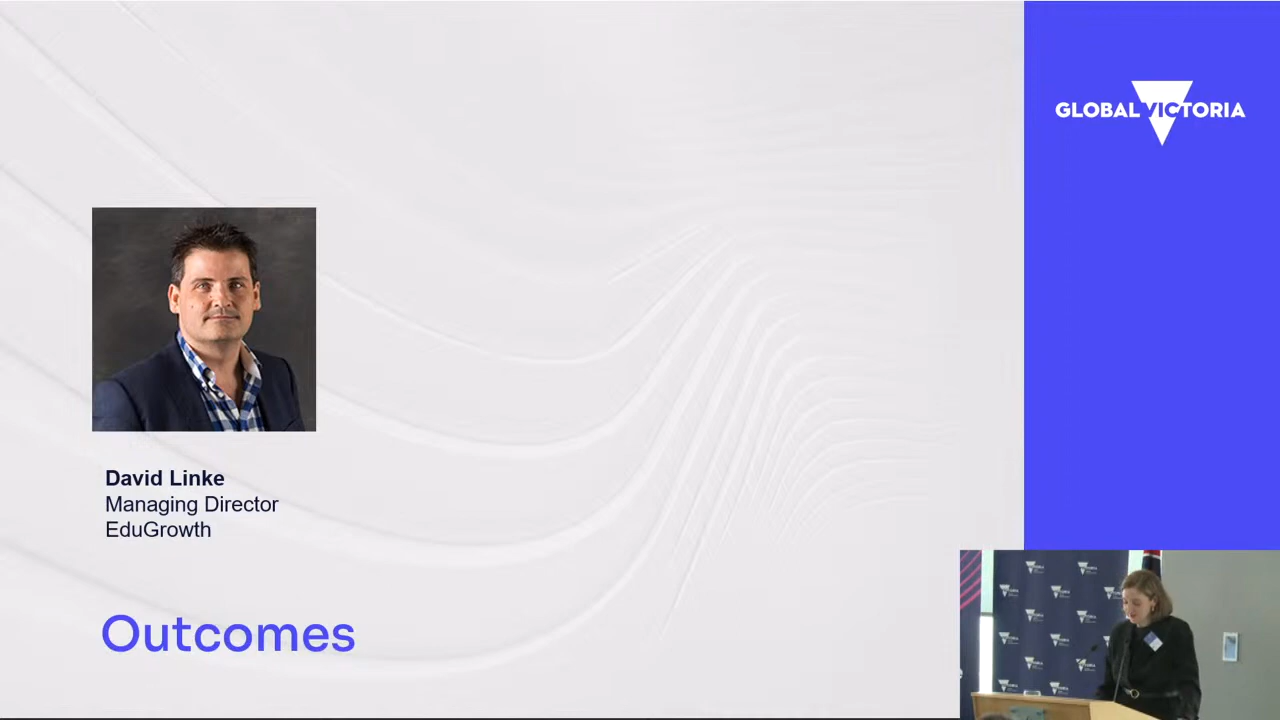 GLOBAL VICTORIA
David Linke
Managing Director
EduGrowth
Outcomes